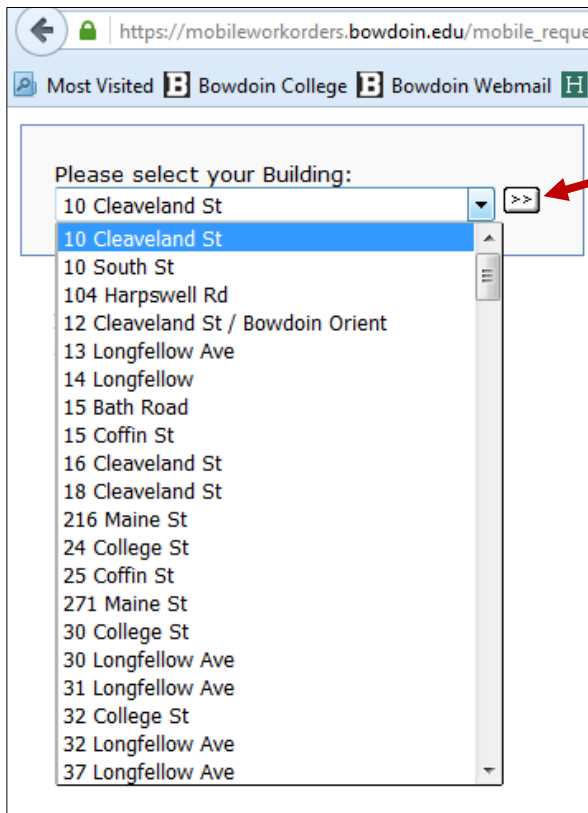 https://mobileworkorders.bowdoin.edu/mobile_reque
Most Visited B Bowdoin College B Bowdoin Webmail H
Please select your Building:
10 Cleaveland St >>
10 Cleaveland St
10 South St
104 Harpswell Rd
12 Cleaveland St / Bowdoin Orient
13 Longfellow Ave
14 Longfellow
15 Bath Road
15 Coffin St
16 Cleaveland St
18 Cleaveland St
216 Maine St
24 College St
25 Coffin St
271 Maine St
30 College St
30 Longfellow Ave
31 Longfellow Ave
32 College St
32 Longfellow Ave
37 Longfellow Ave